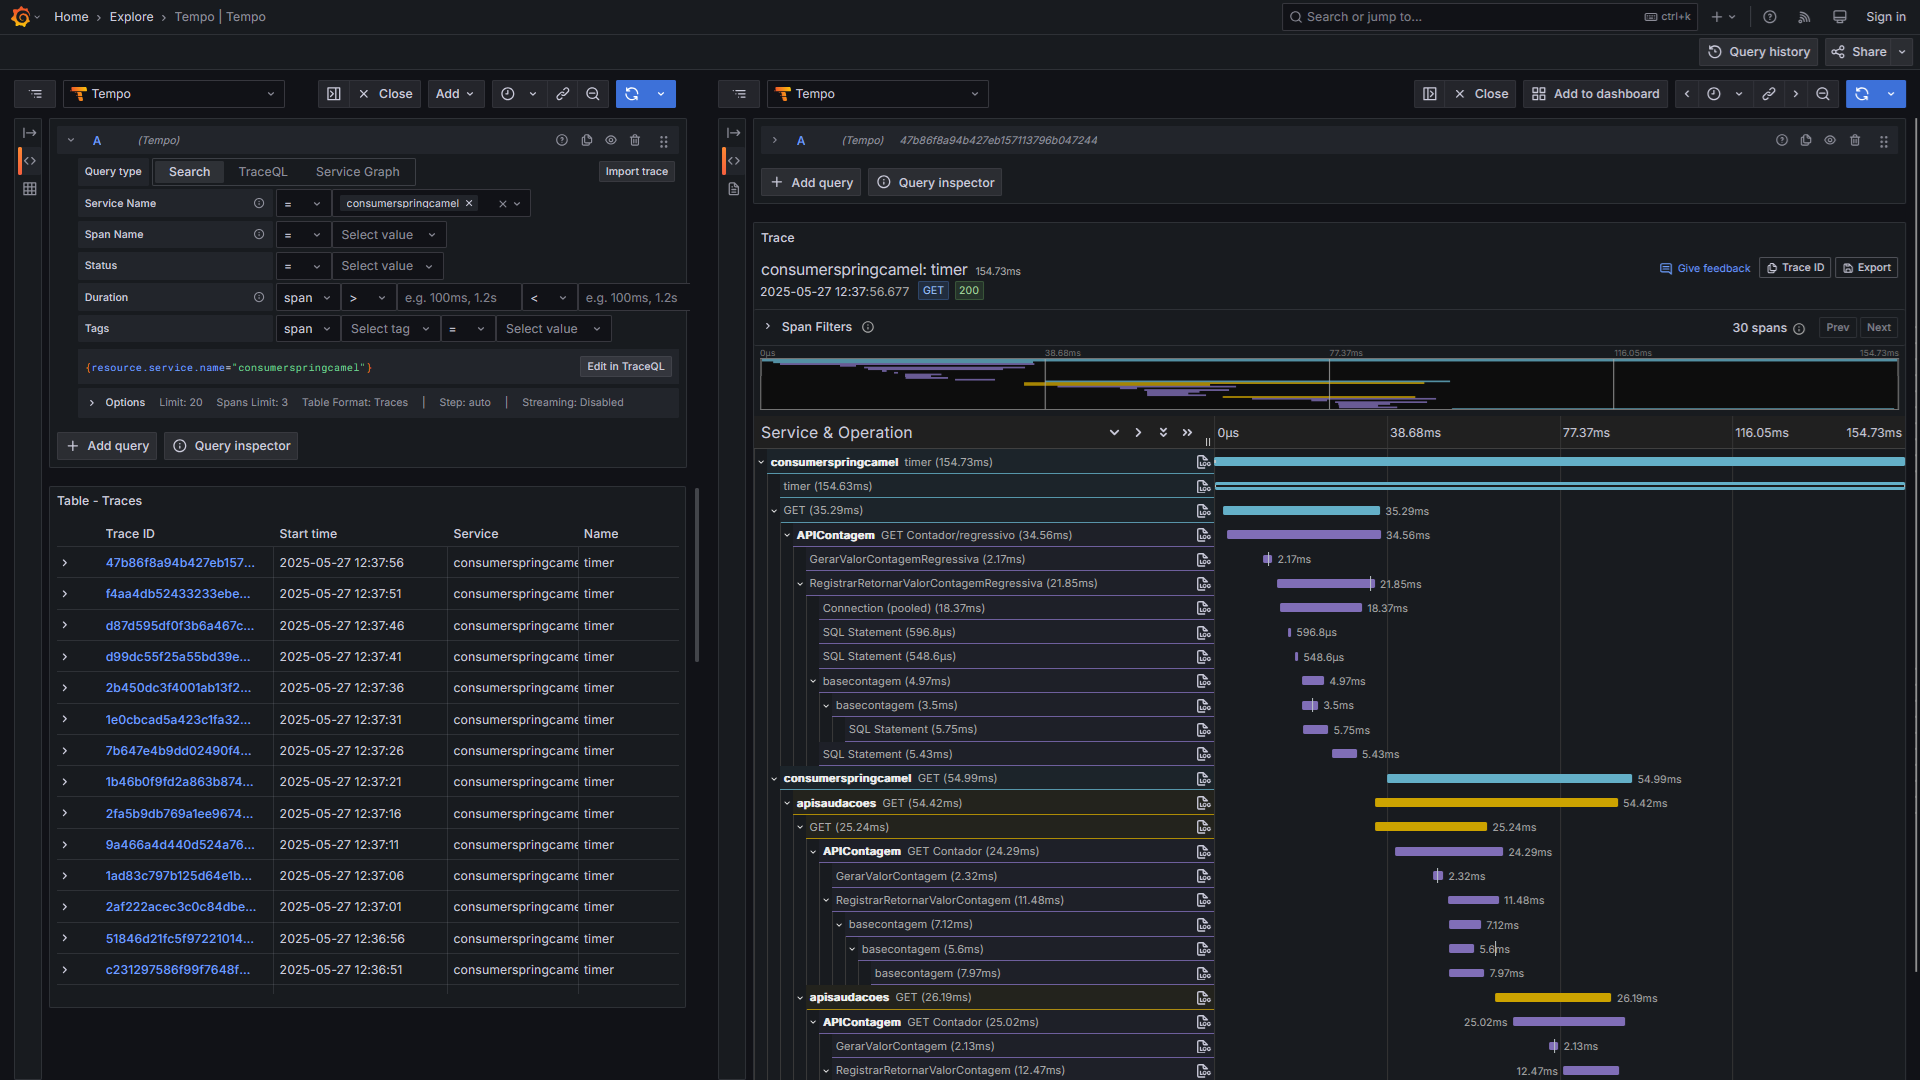 Home › Explore › Tempo | Tempo
Search or jump to... ctrl+k
Sign in
Query history Share
Tempo Close Add
A (Tempo)
Query type Search TraceQL Service Graph Import trace
Service Name = consumerspringcamel
Span Name = Select value
Status = Select value
Duration span > e.g. 100ms, 1.2s < e.g. 100ms, 1.2s
Tags span Select tag = Select value
{resource.service.name="consumerspringcamel"} Edit in TraceQL
Options Limit: 20 Spans Limit: 3 Table Format: Traces | Step: auto | Streaming: Disabled
Add query Query inspector
Table - Traces
Trace ID Start time Service Name
47b86f8a94b427eb157... 2025-05-27 12:37:56 consumerspringcame timer
f4aa4db52433233ebe... 2025-05-27 12:37:51 consumerspringcame timer
d87d595df0f3b6a467c... 2025-05-27 12:37:46 consumerspringcame timer
d99dc55f25a55bd39e... 2025-05-27 12:37:41 consumerspringcame timer
2b450dc3f4001ab13f2... 2025-05-27 12:37:36 consumerspringcame timer
1e0cbcad5a423c1fa32... 2025-05-27 12:37:31 consumerspringcame timer
7b647e4b9dd02490f4... 2025-05-27 12:37:26 consumerspringcame timer
1b46b0f9fd2a863b874... 2025-05-27 12:37:21 consumerspringcame timer
2fa5b9db769a1ee9674... 2025-05-27 12:37:16 consumerspringcame timer
9a466a4d440d524a76... 2025-05-27 12:37:11 consumerspringcame timer
1ad83c797b125d64e1b... 2025-05-27 12:37:06 consumerspringcame timer
2af222acec3c0c84dbe... 2025-05-27 12:37:01 consumerspringcame timer
51846d21fc5f97221014... 2025-05-27 12:36:56 consumerspringcame timer
c231297586f99f7648f... 2025-05-27 12:36:51 consumerspringcame timer
Tempo Close Add to dashboard
A (Tempo) 47b86f8a94b427eb157113796b047244
Add query Query inspector
Trace
consumerspringcamel: timer 154.73ms
Give feedback Trace ID Export
2025-05-27 12:37:56.677 GET 200
Span Filters 30 spans Prev Next
0µs 38.68ms 77.37ms 116.05ms 154.73ms
Service & Operation 0µs 38.68ms 77.37ms 116.05ms 154.73ms
consumerspringcamel timer (154.73ms)
timer (154.63ms)
GET (35.29ms) 35.29ms
APIContagem GET Contador/regressivo (34.56ms) 34.56ms
GerarValorContagemRegressiva (2.17ms) 2.17ms
RegistrarRetornarValorContagemRegressiva (21.85ms) 21.85ms
Connection (pooled) (18.37ms) 18.37ms
SQL Statement (596.8µs) 596.8µs
SQL Statement (548.6µs) 548.6µs
basecontagem (4.97ms) 4.97ms
basecontagem (3.5ms) 3.5ms
SQL Statement (5.75ms) 5.75ms
SQL Statement (5.43ms) 5.43ms
consumerspringcamel GET (54.99ms) 54.99ms
apisaudacoes GET (54.42ms) 54.42ms
GET (25.24ms) 25.24ms
APIContagem GET Contador (24.29ms) 24.29ms
GerarValorContagem (2.32ms) 2.32ms
RegistrarRetornarValorContagem (11.48ms) 11.48ms
basecontagem (7.12ms) 7.12ms
basecontagem (5.6ms) 5.6ms
basecontagem (7.97ms) 7.97ms
apisaudacoes GET (26.19ms) 26.19ms
APIContagem GET Contador (25.02ms) 25.02ms
GerarValorContagem (2.13ms) 2.13ms
RegistrarRetornarValorContagem (12.47ms) 12.47ms